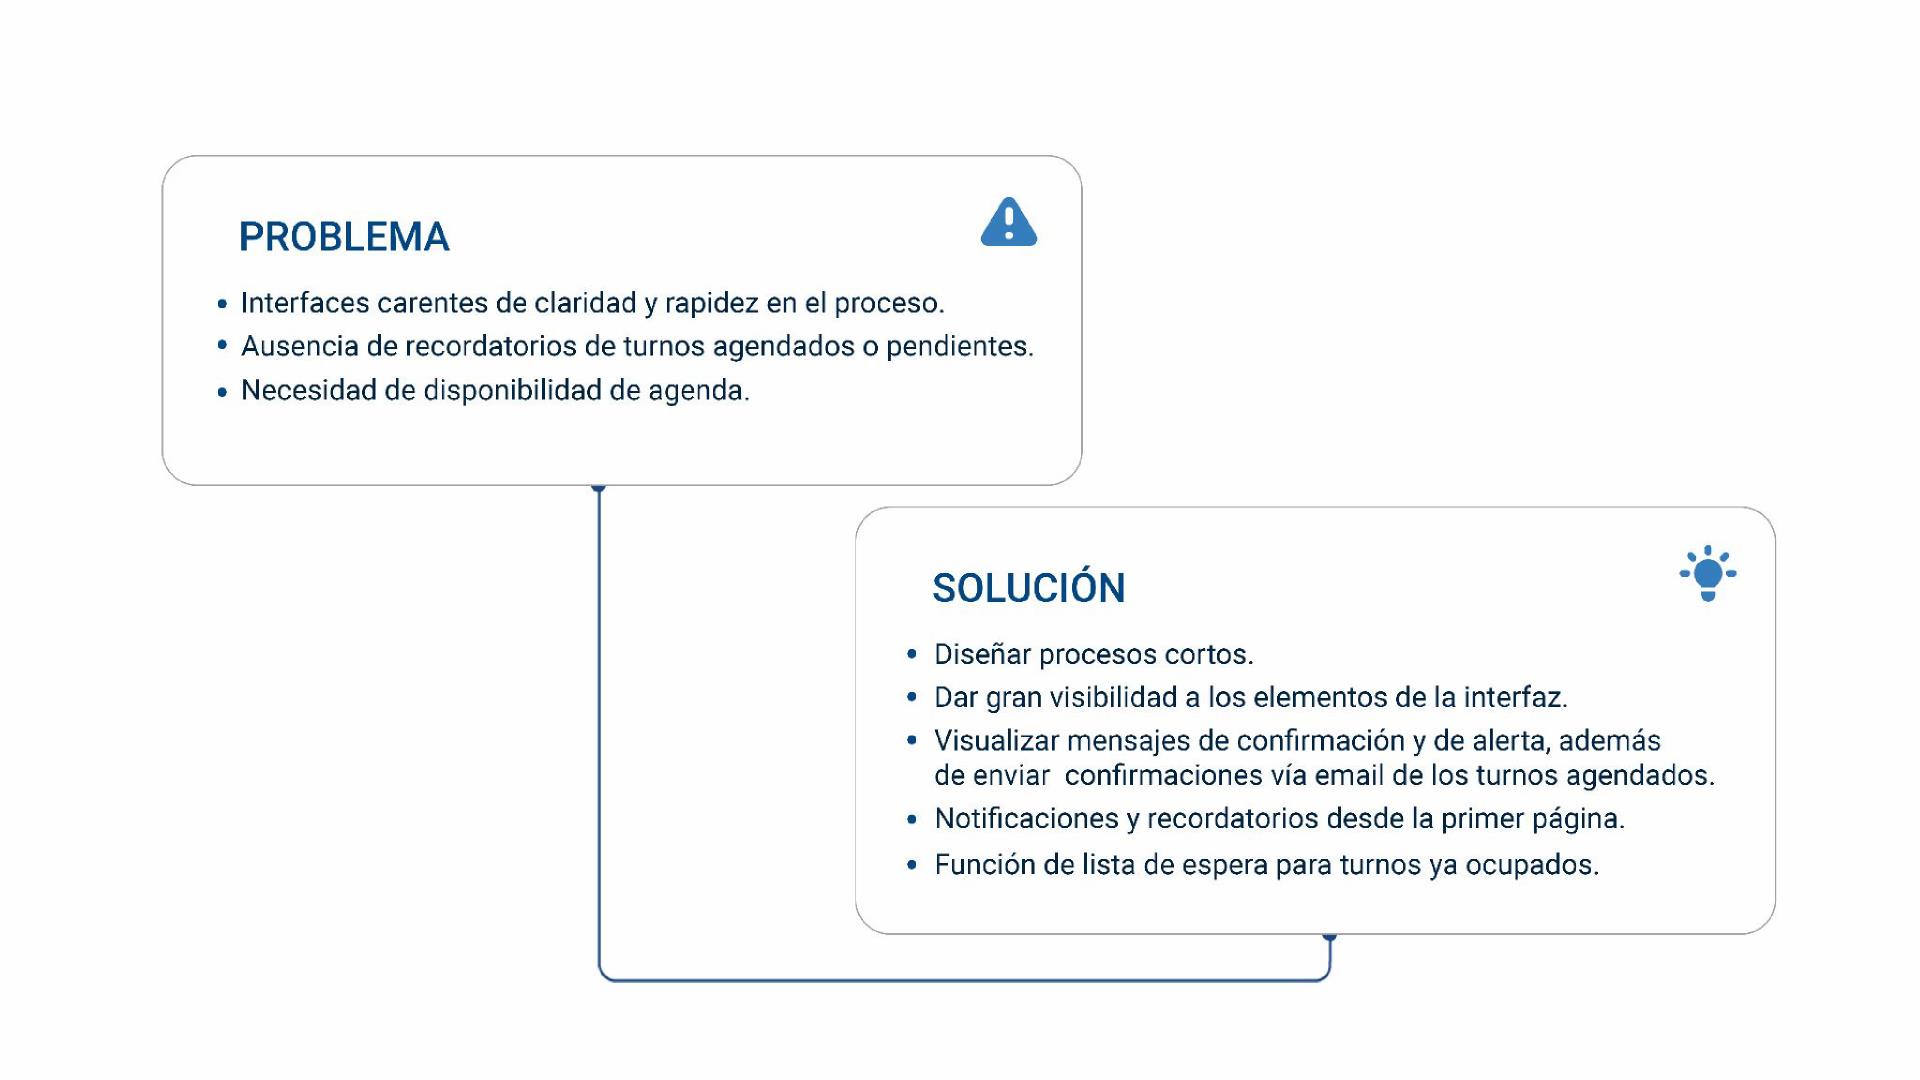 PROBLEMA
• Interfaces carentes de claridad y rapidez en el proceso.
• Ausencia de recordatorios de turnos agendados o pendientes.
• Necesidad de disponibilidad de agenda.
SOLUCIÓN
• Diseñar procesos cortos.
• Dar gran visibilidad a los elementos de la interfaz.
• Visualizar mensajes de confirmación y de alerta, además
de enviar  confirmaciones vía email de los turnos agendados.
• Notificaciones y recordatorios desde la primer página.
• Función de lista de espera para turnos ya ocupados.